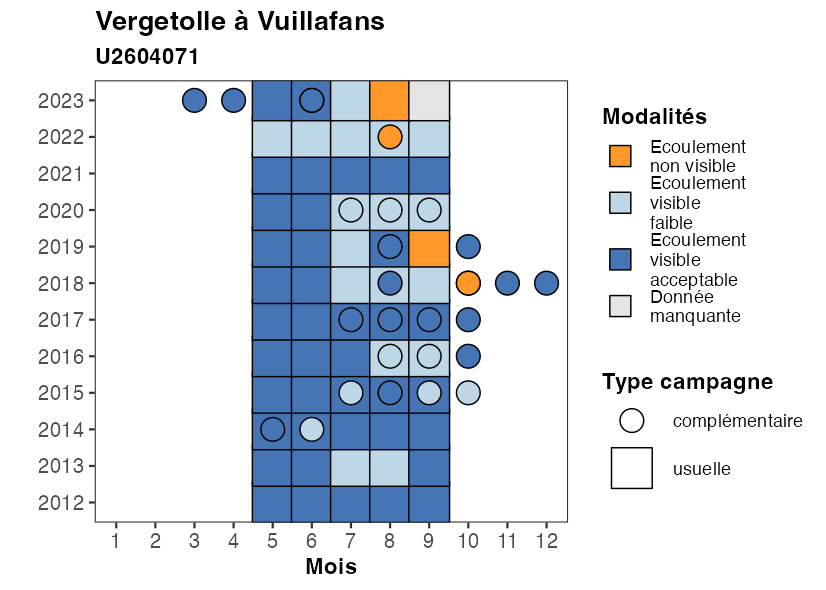 Vergetolle à Vuillafans
U2604071
2023
2022
2021
2020
2019
2018
2017
2016
2015
2014
2013
2012
1 2 3 4 5 6 7 8 9 10 11 12
Mois
Modalités
Ecoulement
non visible
Ecoulement
visible
faible
Ecoulement
visible
acceptable
Donnée
manquante
Type campagne
complémentaire
usuelle